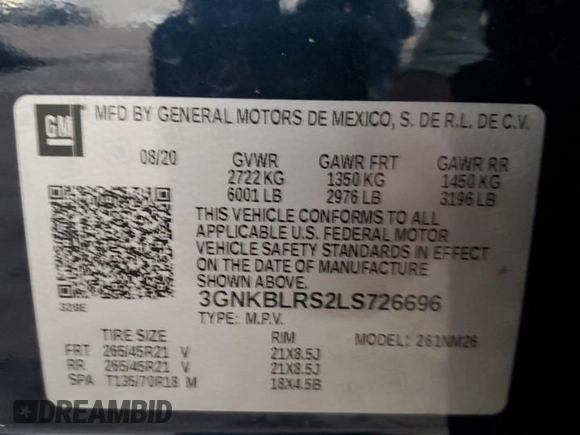 GM
MFD BY GENERAL MOTORS DE MEXICO, S. DE R.L. DE C.V.
08/20 GVWR GAWR FRT GAWR RR
2722 KG 1350 KG 1450 KG
6001 LB 2976 LB 3196 LB
THIS VEHICLE CONFORMS TO ALL
APPLICABLE U.S. FEDERAL MOTOR
VEHICLE SAFETY STANDARDS IN EFFECT
ON THE DATE OF MANUFACTURE
SHOWN ABOVE.
328E
3GNKBLRS2LS726696
TYPE: M.P.V.
TIRE SIZE RIM MODEL: 261NM26
FRT 265/45R21 V 21X8.5J
RR 265/45R21 V 21X8.5J
SPA T135/70R18 M 18X4.5B
DREAMBID